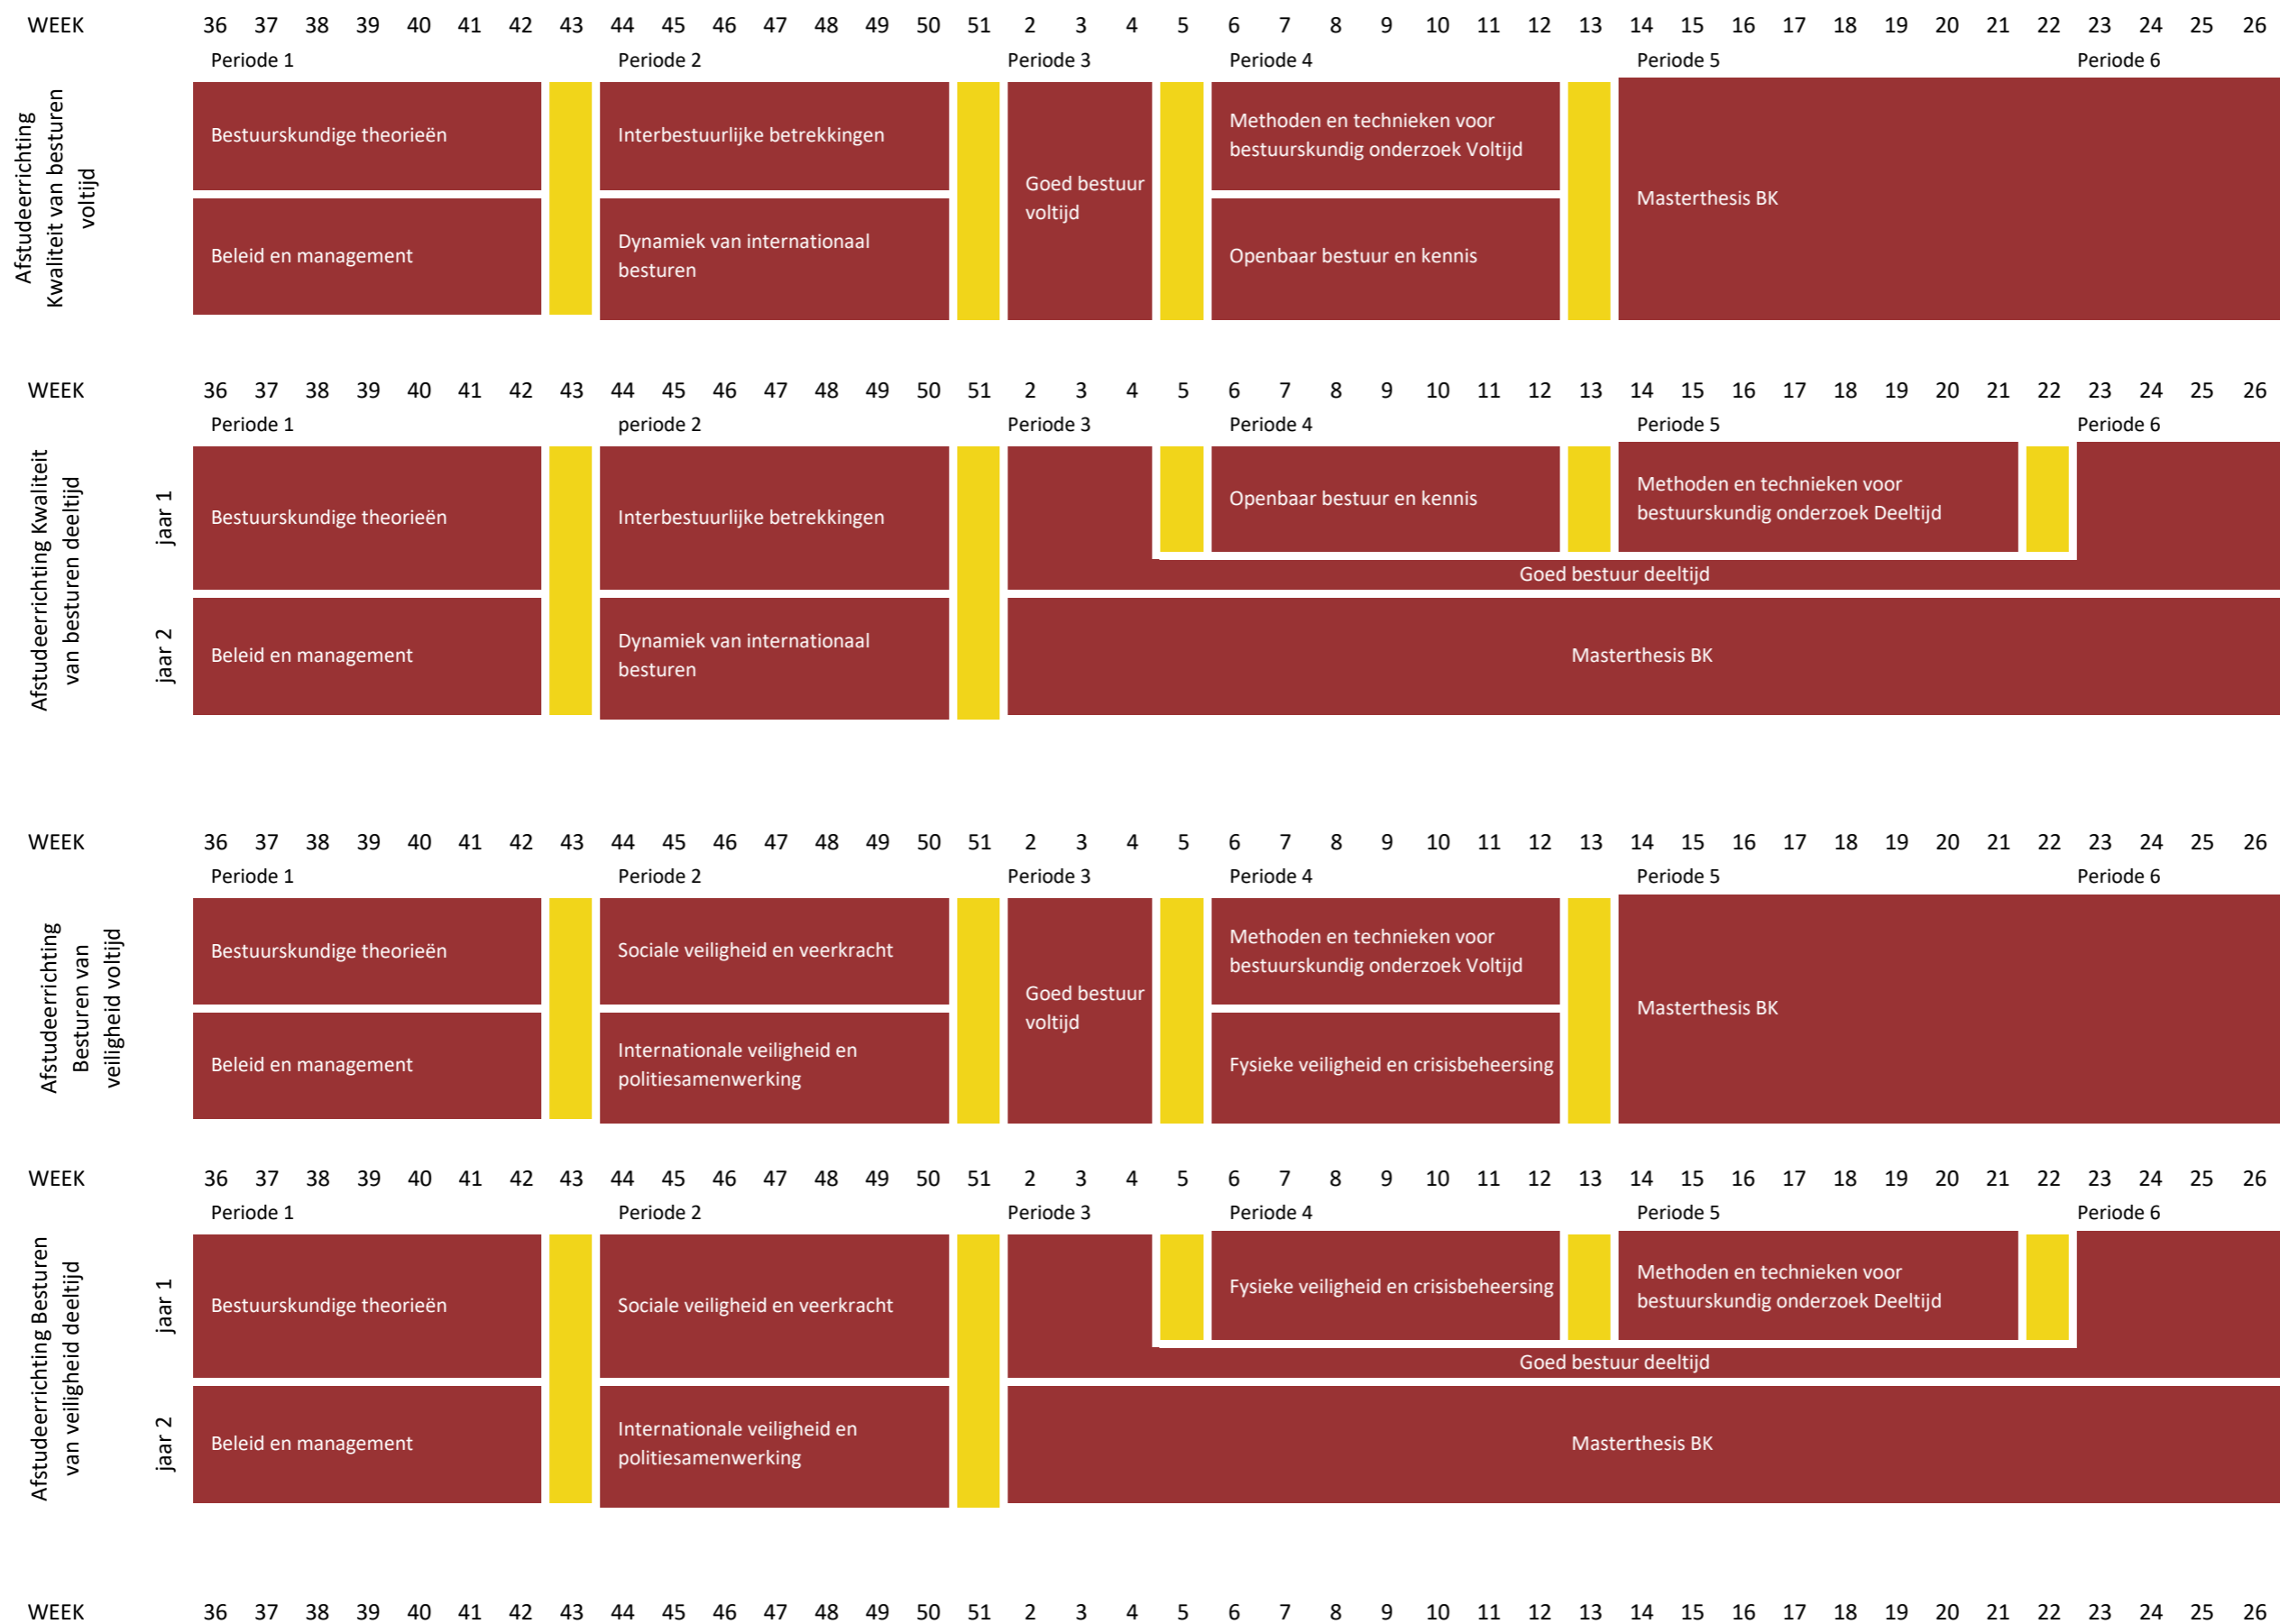 WEEK 36 37 38 39 40 41 42 43 44 45 46 47 48 49 50 51 2 3 4 5 6 7 8 9 10 11 12 13 14 15 16 17 18 19 20 21 22 23 24 25 26
Periode 1 Periode 2 Periode 3 Periode 4 Periode 5 Periode 6
Afstudeerrichting
Kwaliteit van besturen
voltijd
Bestuurskundige theorieën
Beleid en management
Interbestuurlijke betrekkingen
Dynamiek van internationaal
besturen
Goed bestuur
voltijd
Methoden en technieken voor
bestuurskundig onderzoek Voltijd
Openbaar bestuur en kennis
Masterthesis BK
WEEK 36 37 38 39 40 41 42 43 44 45 46 47 48 49 50 51 2 3 4 5 6 7 8 9 10 11 12 13 14 15 16 17 18 19 20 21 22 23 24 25 26
Periode 1 periode 2 Periode 3 Periode 4 Periode 5 Periode 6
Afstudeerrichting Kwaliteit
van besturen deeltijd
jaar 1
Bestuurskundige theorieën
Interbestuurlijke betrekkingen
Openbaar bestuur en kennis
Methoden en technieken voor
bestuurskundig onderzoek Deeltijd
Goed bestuur deeltijd
jaar 2
Beleid en management
Dynamiek van internationaal
besturen
Masterthesis BK
WEEK 36 37 38 39 40 41 42 43 44 45 46 47 48 49 50 51 2 3 4 5 6 7 8 9 10 11 12 13 14 15 16 17 18 19 20 21 22 23 24 25 26
Periode 1 Periode 2 Periode 3 Periode 4 Periode 5 Periode 6
Afstudeerrichting
Besturen van
veiligheid voltijd
Bestuurskundige theorieën
Beleid en management
Sociale veiligheid en veerkracht
Internationale veiligheid en
politiesamenwerking
Goed bestuur
voltijd
Methoden en technieken voor
bestuurskundig onderzoek Voltijd
Fysieke veiligheid en crisisbeheersing
Masterthesis BK
WEEK 36 37 38 39 40 41 42 43 44 45 46 47 48 49 50 51 2 3 4 5 6 7 8 9 10 11 12 13 14 15 16 17 18 19 20 21 22 23 24 25 26
Periode 1 Periode 2 Periode 3 Periode 4 Periode 5 Periode 6
Afstudeerrichting Besturen
van veiligheid deeltijd
jaar 1
Bestuurskundige theorieën
Sociale veiligheid en veerkracht
Fysieke veiligheid en crisisbeheersing
Methoden en technieken voor
bestuurskundig onderzoek Deeltijd
Goed bestuur deeltijd
jaar 2
Beleid en management
Internationale veiligheid en
politiesamenwerking
Masterthesis BK
WEEK 36 37 38 39 40 41 42 43 44 45 46 47 48 49 50 51 2 3 4 5 6 7 8 9 10 11 12 13 14 15 16 17 18 19 20 21 22 23 24 25 26